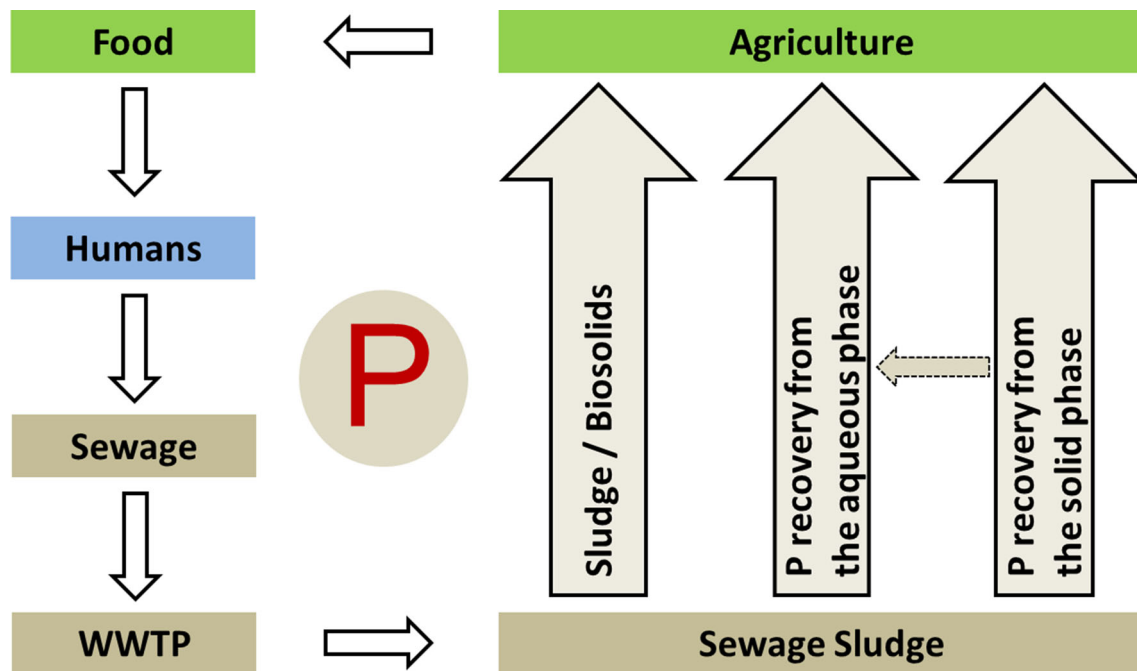 Food
Agriculture
Humans
P
Sewage
WWTP
Sludge / Biosolids
P recovery from
the aqueous phase
P recovery from
the solid phase
Sewage Sludge